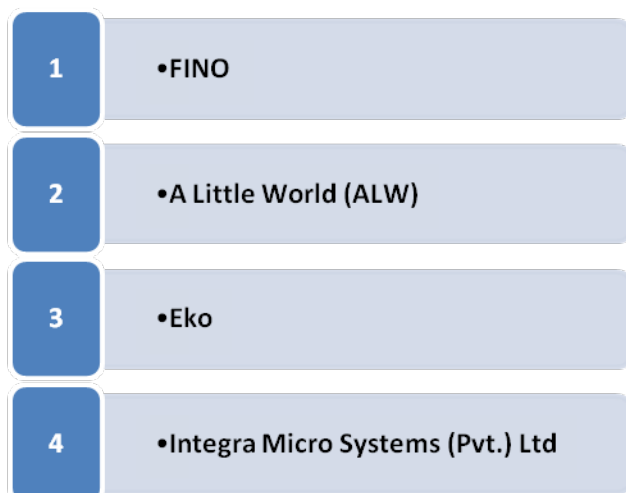 1 •FINO
2 •A Little World (ALW)
3 •Eko
4 •Integra Micro Systems (Pvt.) Ltd